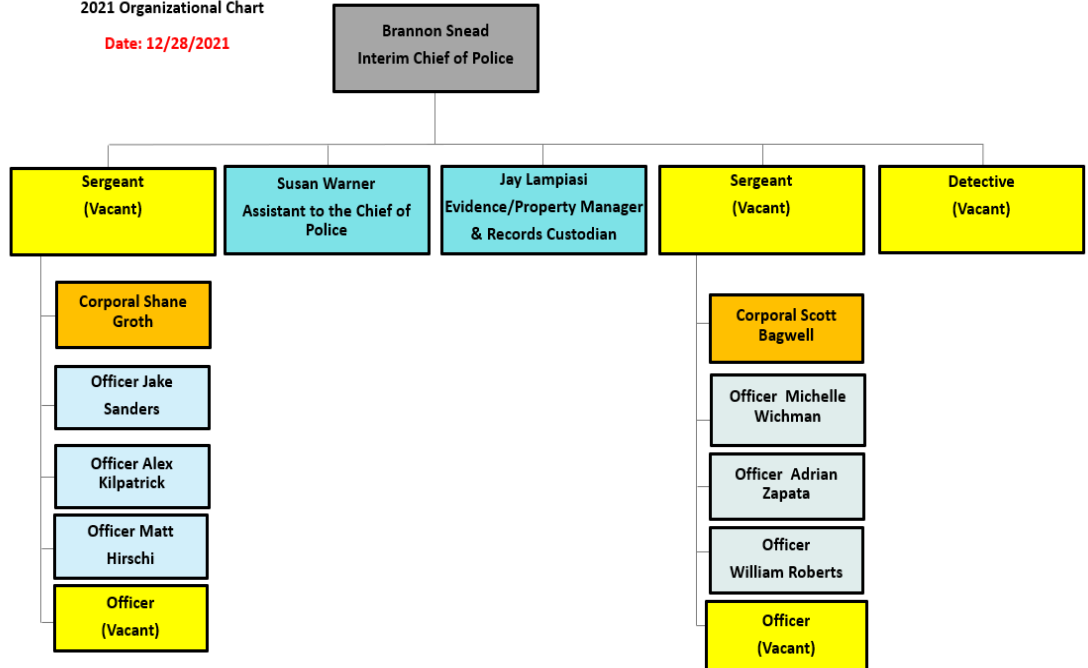 2021 Organizational Chart
Date: 12/28/2021
Brannon Snead
Interim Chief of Police
Sergeant
(Vacant)
Susan Warner
Assistant to the Chief of
Police
Jay Lampiasi
Evidence/Property Manager
& Records Custodian
Sergeant
(Vacant)
Detective
(Vacant)
Corporal Shane
Groth
Officer Jake
Sanders
Officer Alex
Kilpatrick
Officer Matt
Hirschi
Officer
(Vacant)
Corporal Scott
Bagwell
Officer  Michelle
Wichman
Officer  Adrian
Zapata
Officer
William Roberts
Officer
(Vacant)